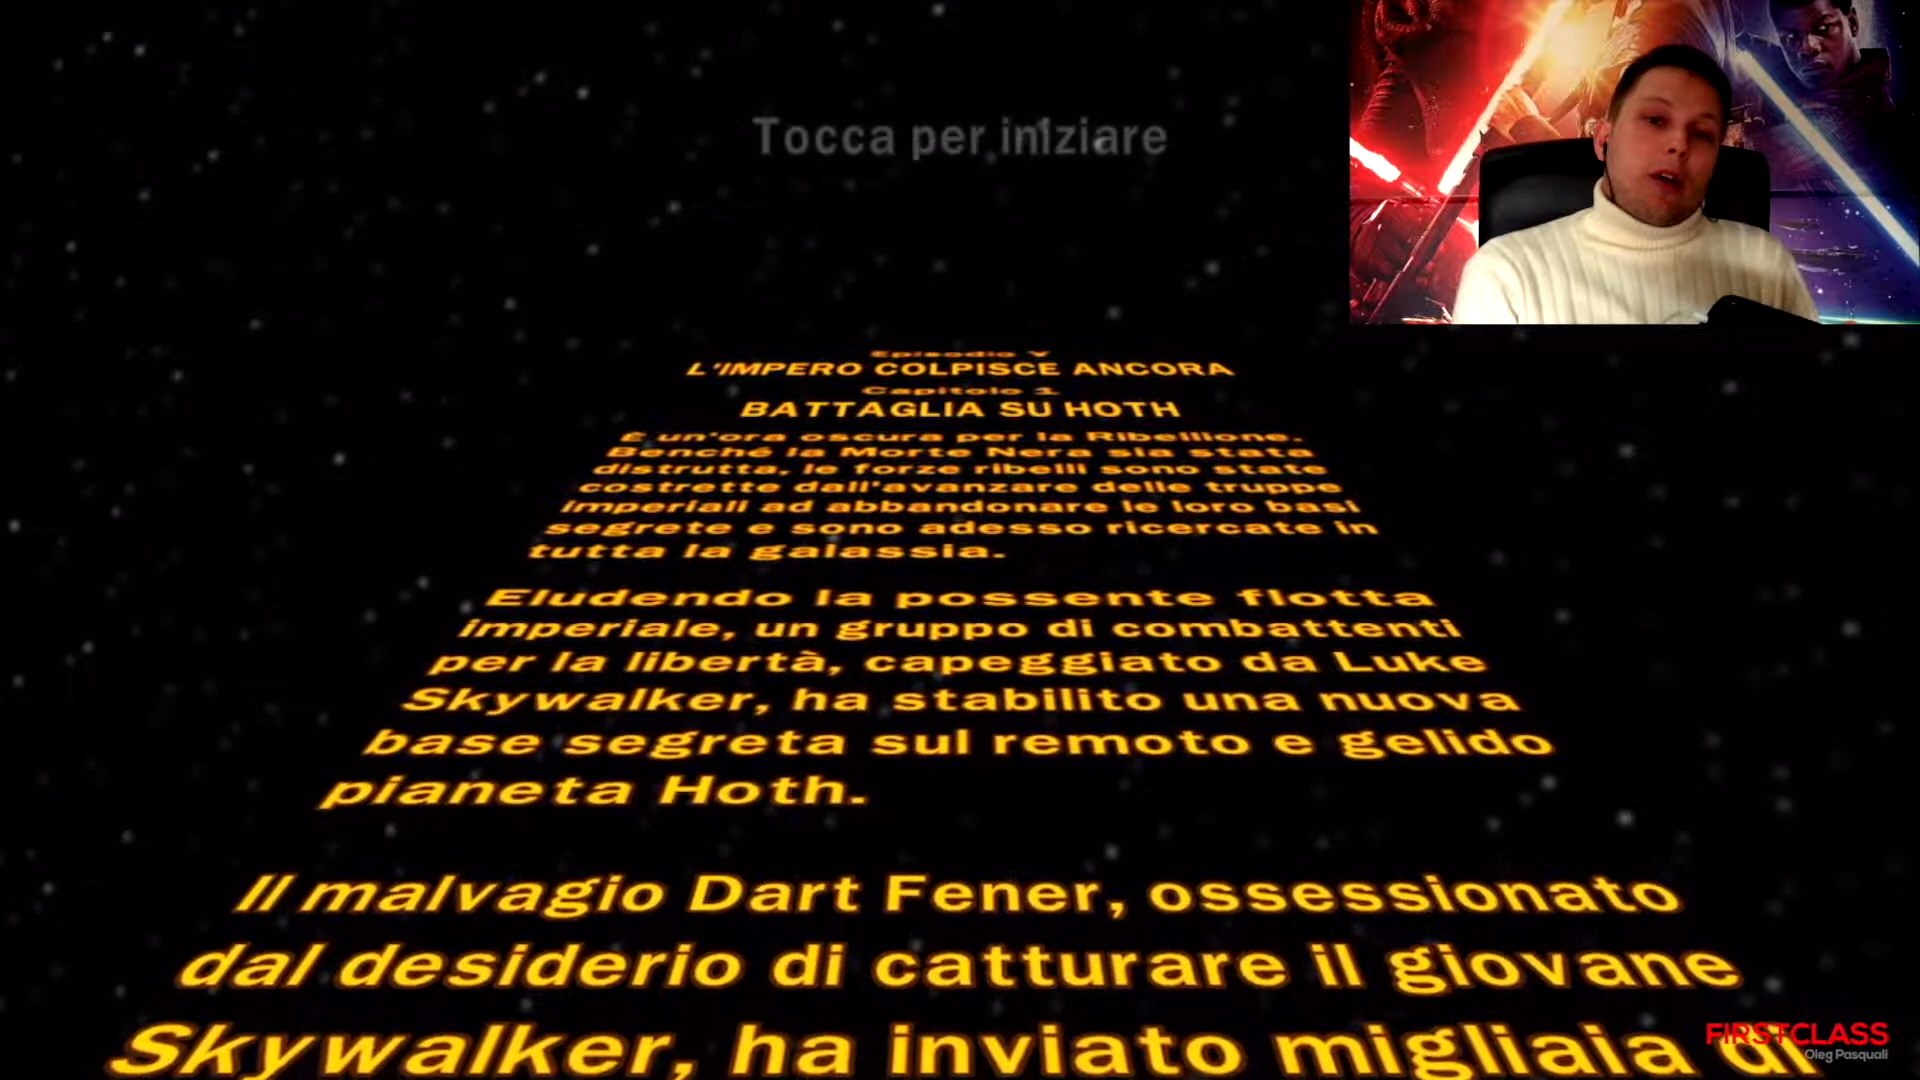 Tocca per iniziare
Episodio V
L'IMPERO COLPISCE ANCORA
Capitolo 1
BATTAGLIA SU HOTH
È un'ora oscura per la Ribellione.
Benché la Morte Nera sia stata
distrutta, le forze ribelli sono state
costrette dall'avanzare delle truppe
imperiali ad abbandonare le loro basi
segrete e sono adesso ricercate in
tutta la galassia.
Eludendo la possente flotta
imperiale, un gruppo di combattenti
per la libertà, capeggiato da Luke
Skywalker, ha stabilito una nuova
base segreta sul remoto e gelido
pianeta Hoth.
Il malvagio Dart Fener, ossessionato
dal desiderio di catturare il giovane
Skywalker, ha inviato migliaia di
FIRSTCLASS
Oleg Pasquali